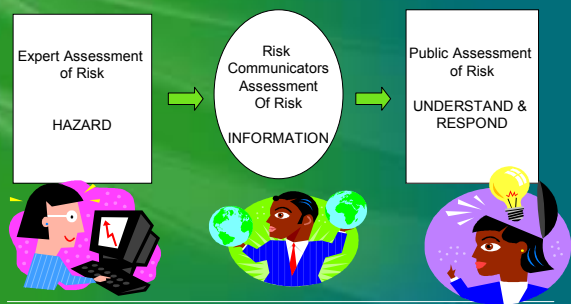 Expert Assessment
of Risk
HAZARD
Risk
Communicators
Assessment
Of Risk
INFORMATION
Public Assessment
of Risk
UNDERSTAND &
RESPOND